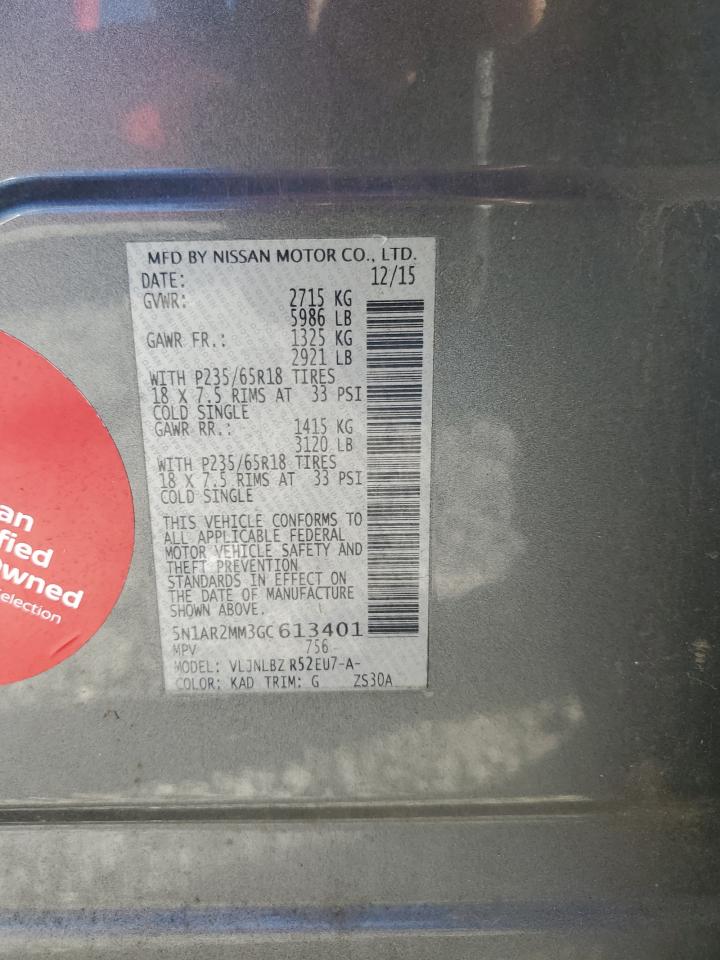 MFD BY NISSAN MOTOR CO., LTD.
DATE: 12/15
GVWR: 2715 KG
5986 LB
GAWR FR.: 1325 KG
2921 LB
WITH P235/65R18 TIRES
18 X 7.5 RIMS AT 33 PSI
COLD SINGLE
GAWR RR.: 1415 KG
3120 LB
WITH P235/65R18 TIRES
18 X 7.5 RIMS AT 33 PSI
COLD SINGLE
THIS VEHICLE CONFORMS TO
ALL APPLICABLE FEDERAL
MOTOR VEHICLE SAFETY AND
THEFT PREVENTION
STANDARDS IN EFFECT ON
THE DATE OF MANUFACTURE
SHOWN ABOVE.
5N1AR2MM3GC613401
MPV 756
MODEL: VLJNLBZ R52EU7-A-
COLOR: KAD TRIM: G ZS30A
an
fied
wned
election